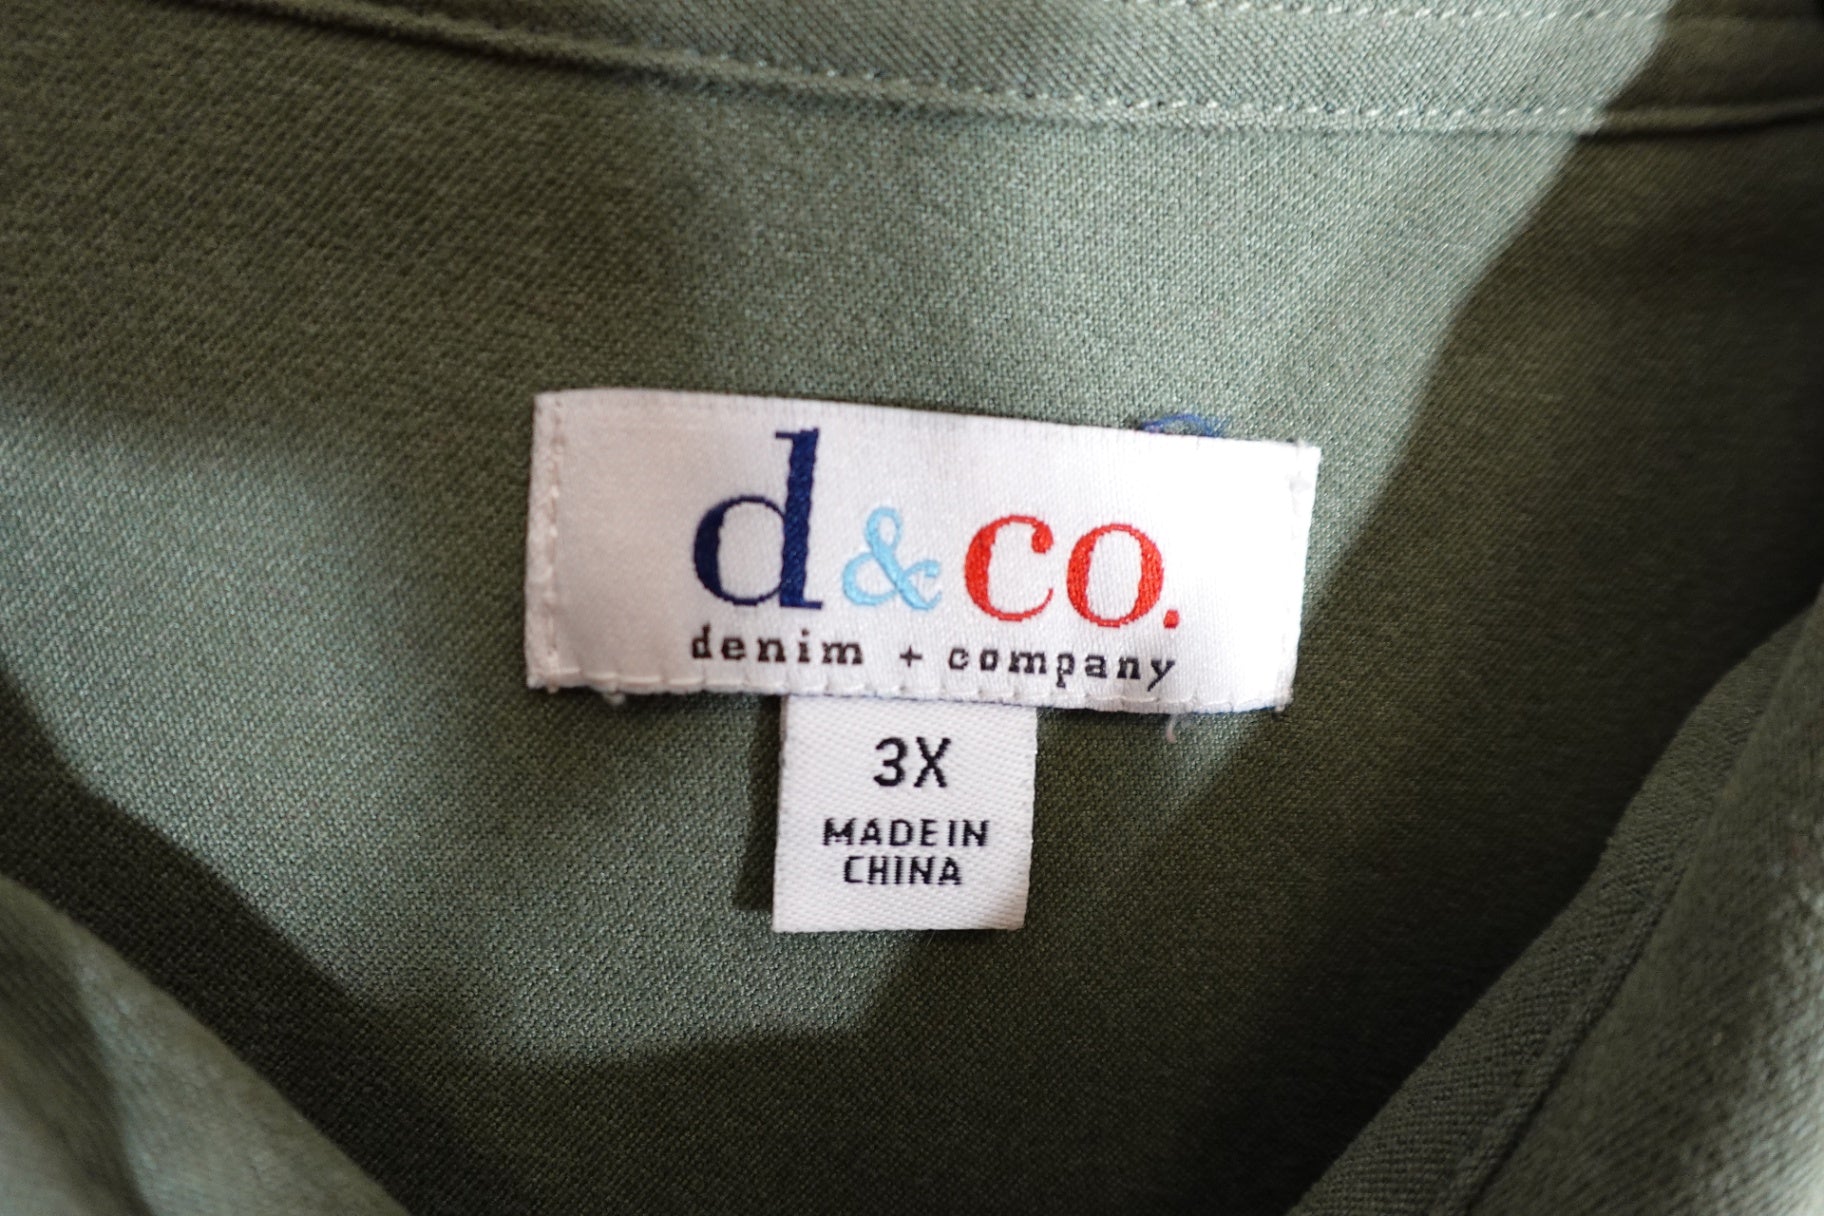 d&co.
denim + company
3X
MADE IN
CHINA